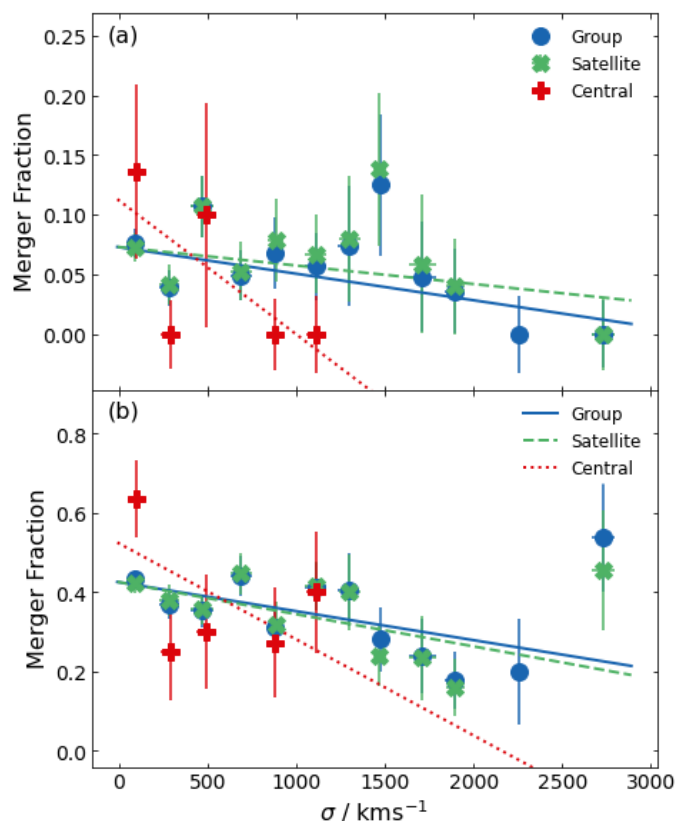 (a)
Group
Satellite
Central
0.25
0.20
0.15
0.10
0.05
0.00
Merger Fraction
(b)
Group
Satellite
Central
0.8
0.6
0.4
0.2
0.0
Merger Fraction
0 500 1000 1500 2000 2500 3000
σ / kms⁻¹